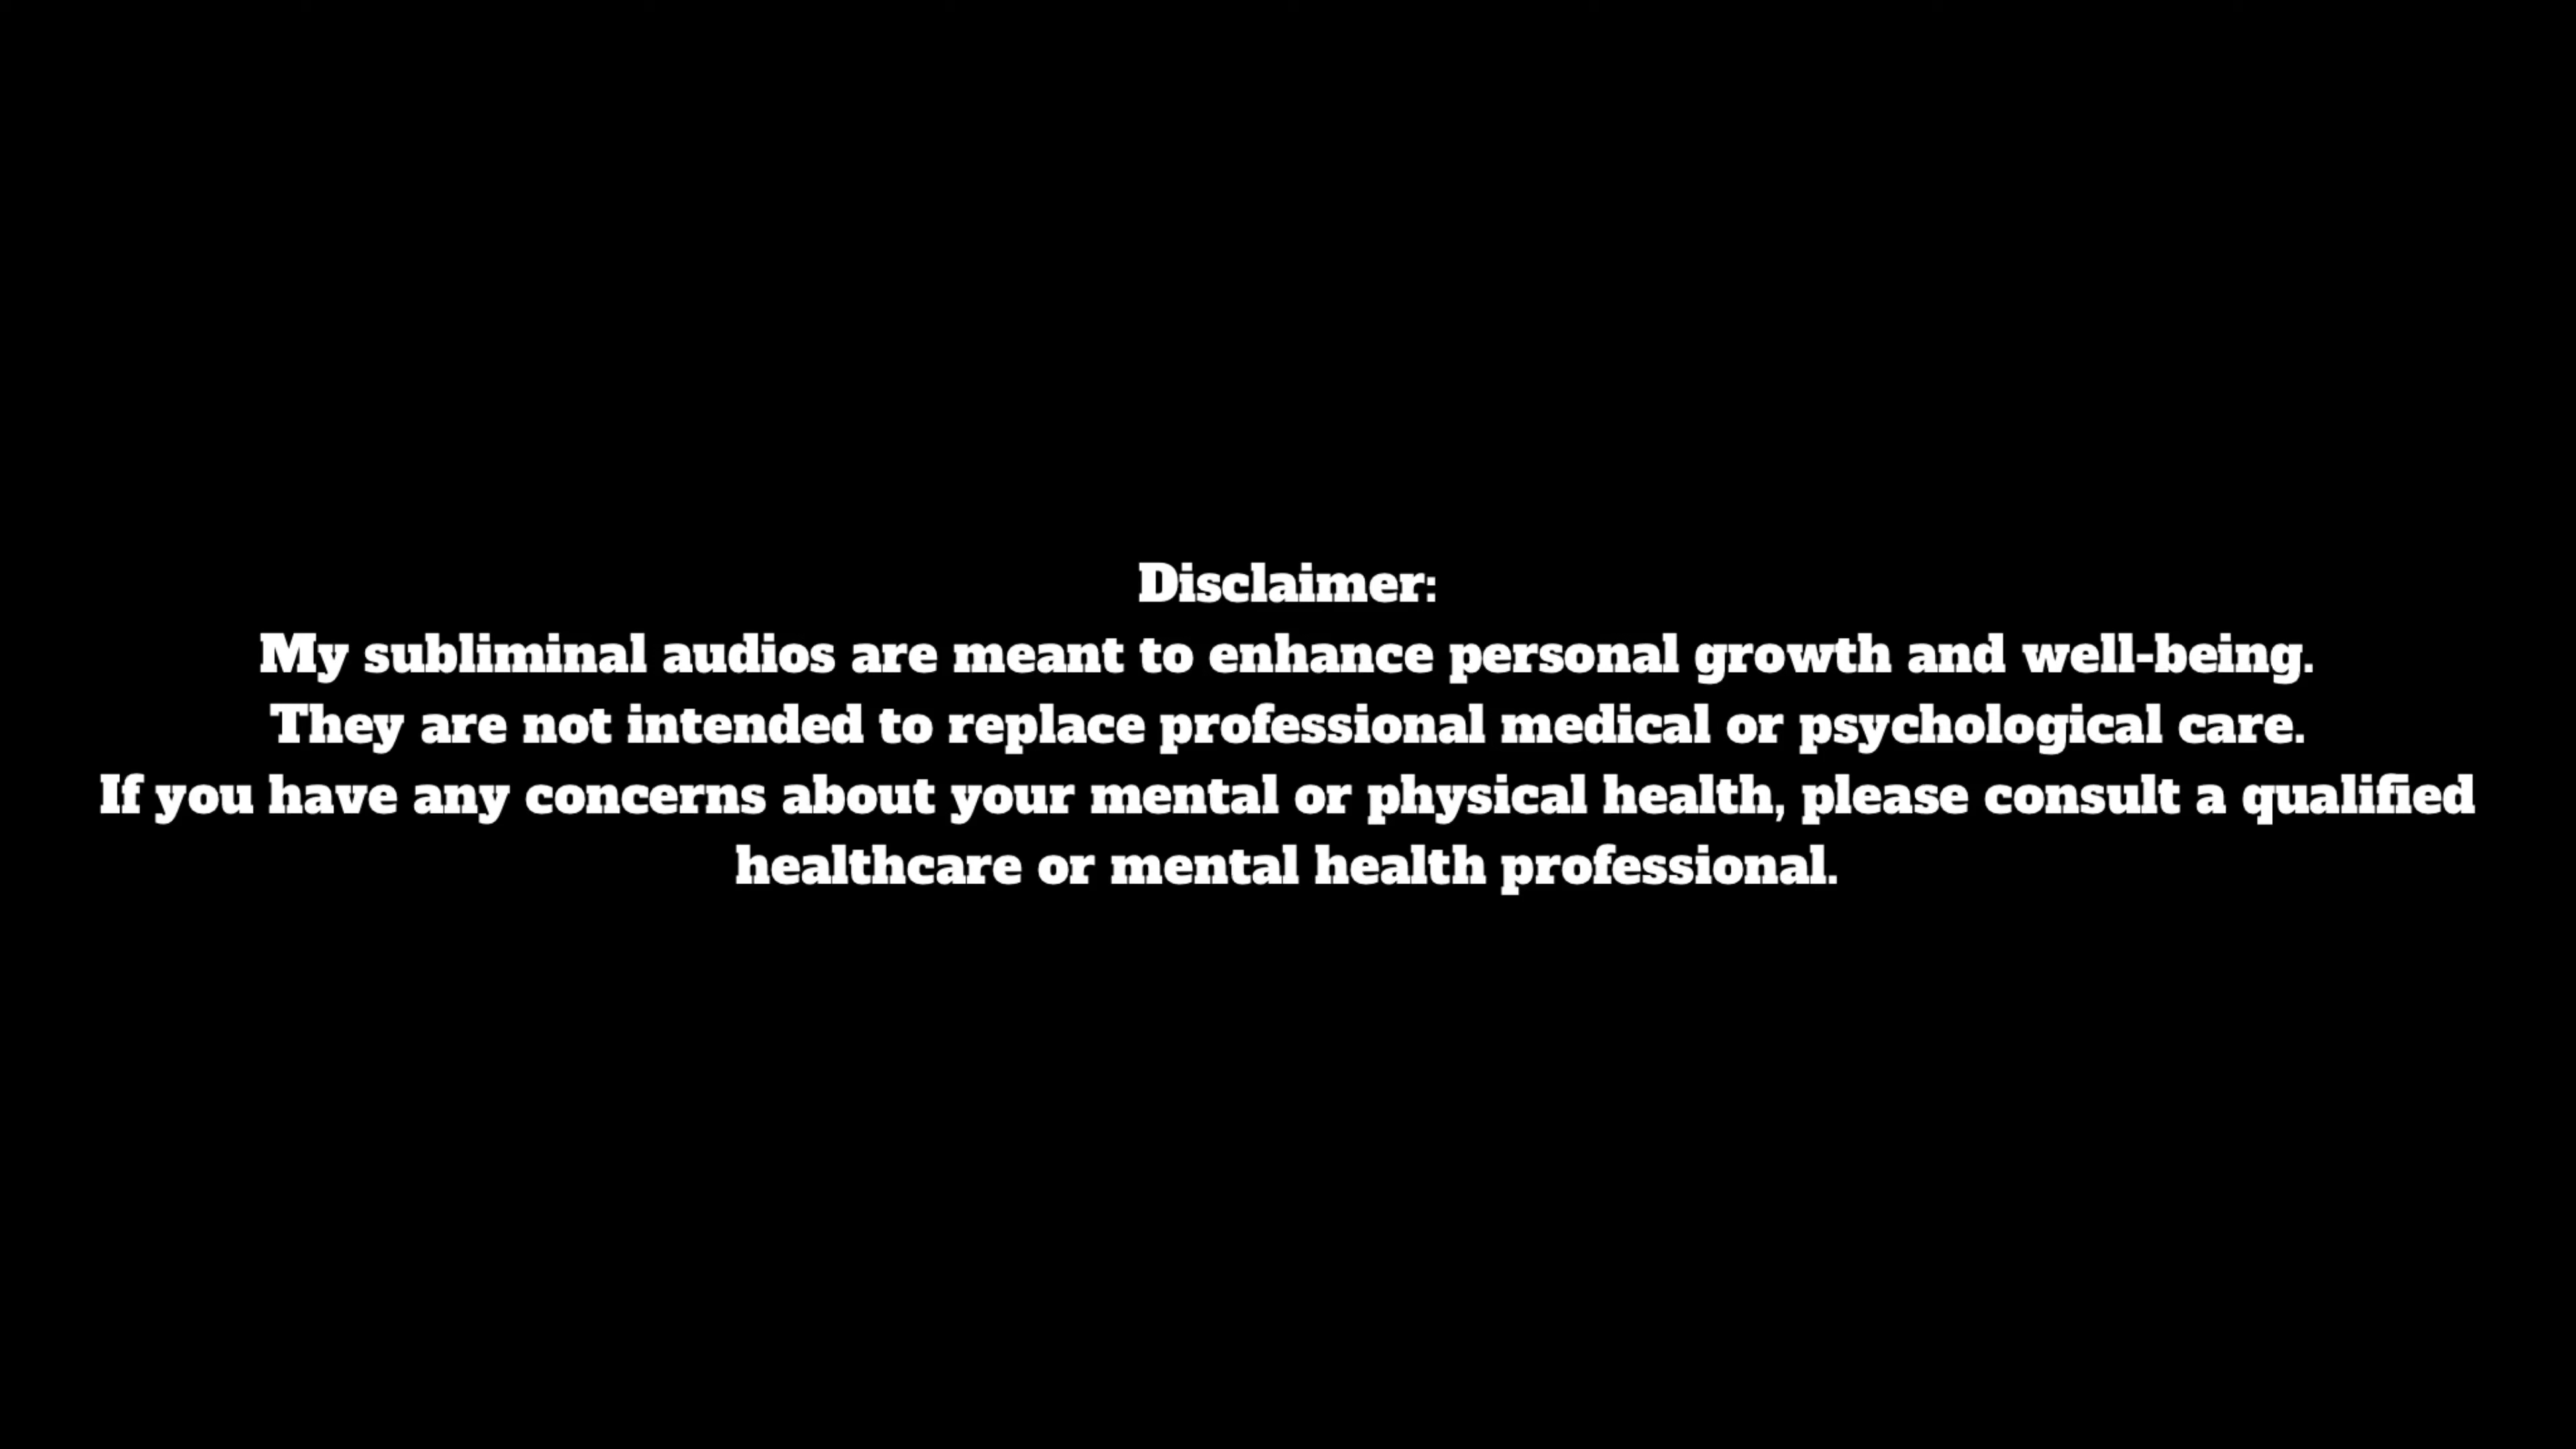 Disclaimer:
My subliminal audios are meant to enhance personal growth and well-being.
They are not intended to replace professional medical or psychological care.
If you have any concerns about your mental or physical health, please consult a qualified
healthcare or mental health professional.